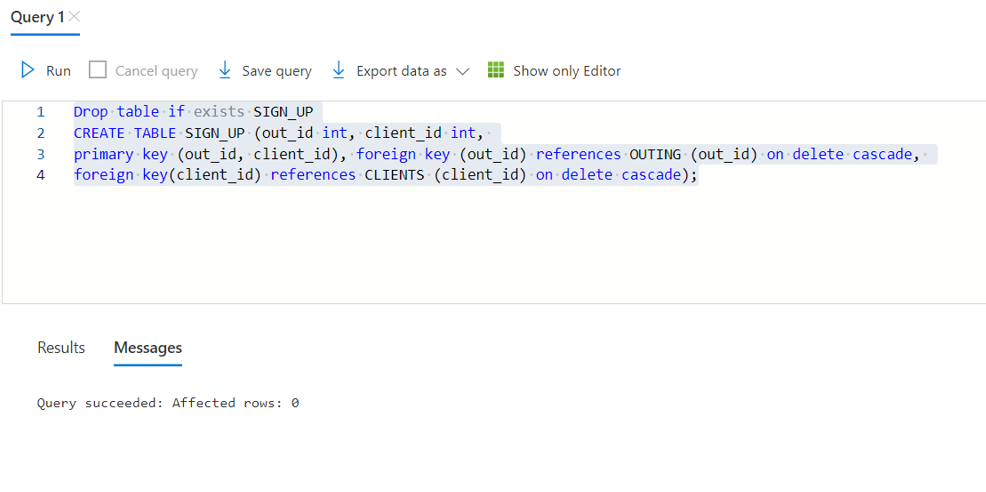 Query 1
Run Cancel query Save query Export data as Show only Editor
1 Drop table if exists SIGN_UP
2 CREATE TABLE SIGN_UP (out_id int, client_id int,
3 primary key (out_id, client_id), foreign key (out_id) references OUTING (out_id) on delete cascade,
4 foreign key(client_id) references CLIENTS (client_id) on delete cascade);
Results Messages
Query succeeded: Affected rows: 0